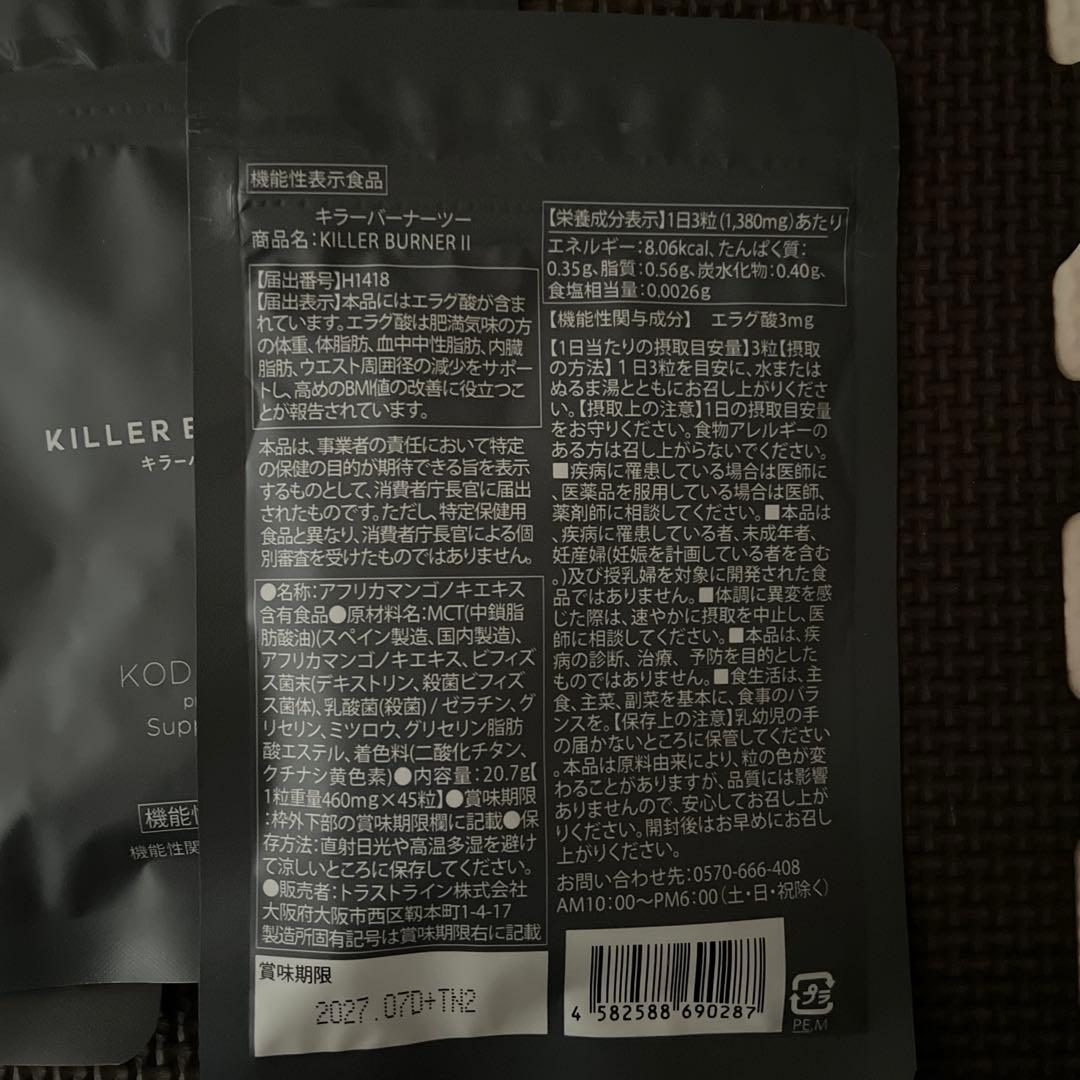 機能性表示食品
キラーバーナーツー
商品名:KILLER BURNER II
【届出番号】H1418
【届出表示】本品にはエラグ酸が含ま
れています。エラグ酸は肥満気味の方
の体重、体脂肪、血中中性脂肪、内臓
脂肪、ウエスト周囲径の減少をサポー
トし、高めのBMI値の改善に役立つこ
とが報告されています。
本品は、事業者の責任において特定
の保健の目的が期待できる旨を表示
するものとして、消費者庁長官に届出
されたものです。ただし、特定保健用
食品と異なり、消費者庁長官による個
別審査を受けたものではありません。
●名称:アフリカマンゴノキエキス
含有食品●原材料名:MCT(中鎖脂
肪酸油)(スペイン製造、国内製造)、
アフリカマンゴノキエキス、ビフィズ
ス菌末(デキストリン、殺菌ビフィズ
ス菌体)、乳酸菌(殺菌) / ゼラチン、グ
リセリン、ミツロウ、グリセリン脂肪
酸エステル、着色料(二酸化チタン、
クチナシ黄色素)●内容量:20.7g【
1粒重量460mg×45粒】●賞味期限
:枠外下部の賞味期限欄に記載●保
存方法:直射日光や高温多湿を避け
て涼しいところに保存してください。
●販売者:トラストライン株式会社
大阪府大阪市西区靱本町1-4-17
製造所固有記号は賞味期限右に記載
賞味期限
2027.07D+TN2
【栄養成分表示】1日3粒(1,380mg)あたり
エネルギー:8.06kcal、たんぱく質:
0.35g、脂質:0.56g、炭水化物:0.40g、
食塩相当量:0.0026g
【機能性関与成分】 エラグ酸3mg
【1日当たりの摂取目安量】3粒【摂取
の方法】1日3粒を目安に、水または
ぬるま湯とともにお召し上がりくださ
い。【摂取上の注意】1日の摂取目安量
をお守りください。食物アレルギーの
ある方は召し上がらないでください。
■疾病に罹患している場合は医師に
、医薬品を服用している場合は医師、
薬剤師に相談してください。■本品は
、疾病に罹患している者、未成年者、
妊産婦(妊娠を計画している者を含む
。)及び授乳婦を対象に開発された食
品ではありません。■体調に異変を感
じた際は、速やかに摂取を中止し、医
師に相談してください。■本品は、疾
病の診断、治療、予防を目的とした
ものではありません。■食生活は、主
食、主菜、副菜を基本に、食事のバラ
ンスを。【保存上の注意】乳幼児の手
の届かないところに保管してください
。本品は原料由来により、粒の色が変
わることがありますが、品質には影響
ありませんので、安心してお召し上が
りください。開封後はお早めにお召し
上がりください。
お問い合わせ先:0570-666-408
AM10:00〜PM6:00(土・日・祝除く)
4 582588 690287
プラ
PE,M
KILLER B
キラーバ
KOD
p
Supp
機能性
機能性関